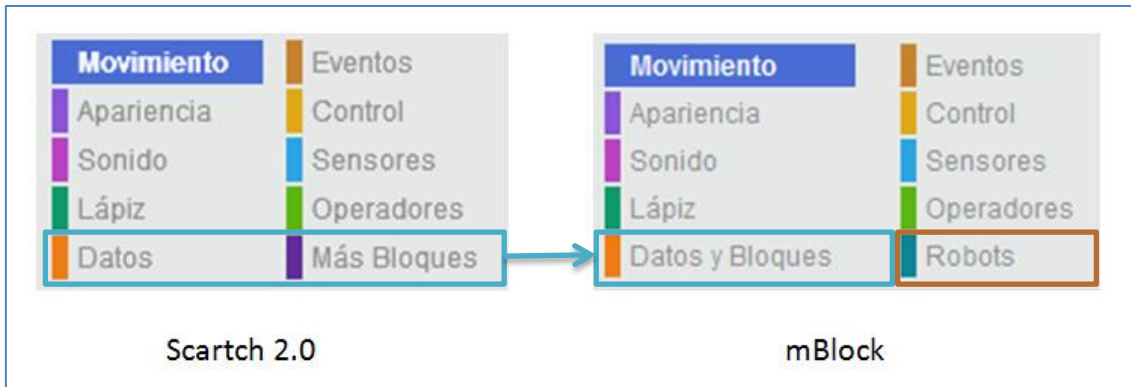 Movimiento Eventos
Apariencia Control
Sonido Sensores
Lápiz Operadores
Datos Más Bloques
Scartch 2.0
Movimiento Eventos
Apariencia Control
Sonido Sensores
Lápiz Operadores
Datos y Bloques Robots
mBlock